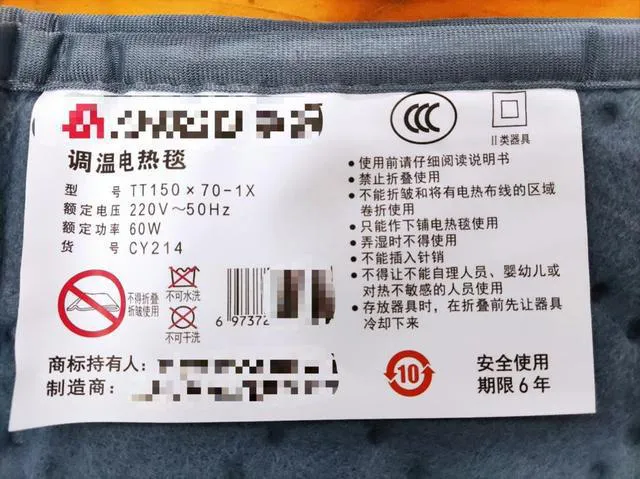 调温电热毯
型 号 TT150×70-1X
额定电压 220V～50Hz
额定功率 60W
货 号 CY214
不得折叠
折皱使用
不可水洗
不可干洗
6 97372
商标持有人：
制造商：
CCC
II类器具
● 使用前请仔细阅读说明书
● 禁止折叠使用
● 不能折皱和将有电热布线的区域
卷折使用
● 只能作下铺电热毯使用
● 弄湿时不得使用
● 不能插入针销
● 不得让不能自理人员、婴幼儿或
对热不敏感的人员使用
● 存放器具时，在折叠前先让器具
冷却下来
10
安全使用
期限6年